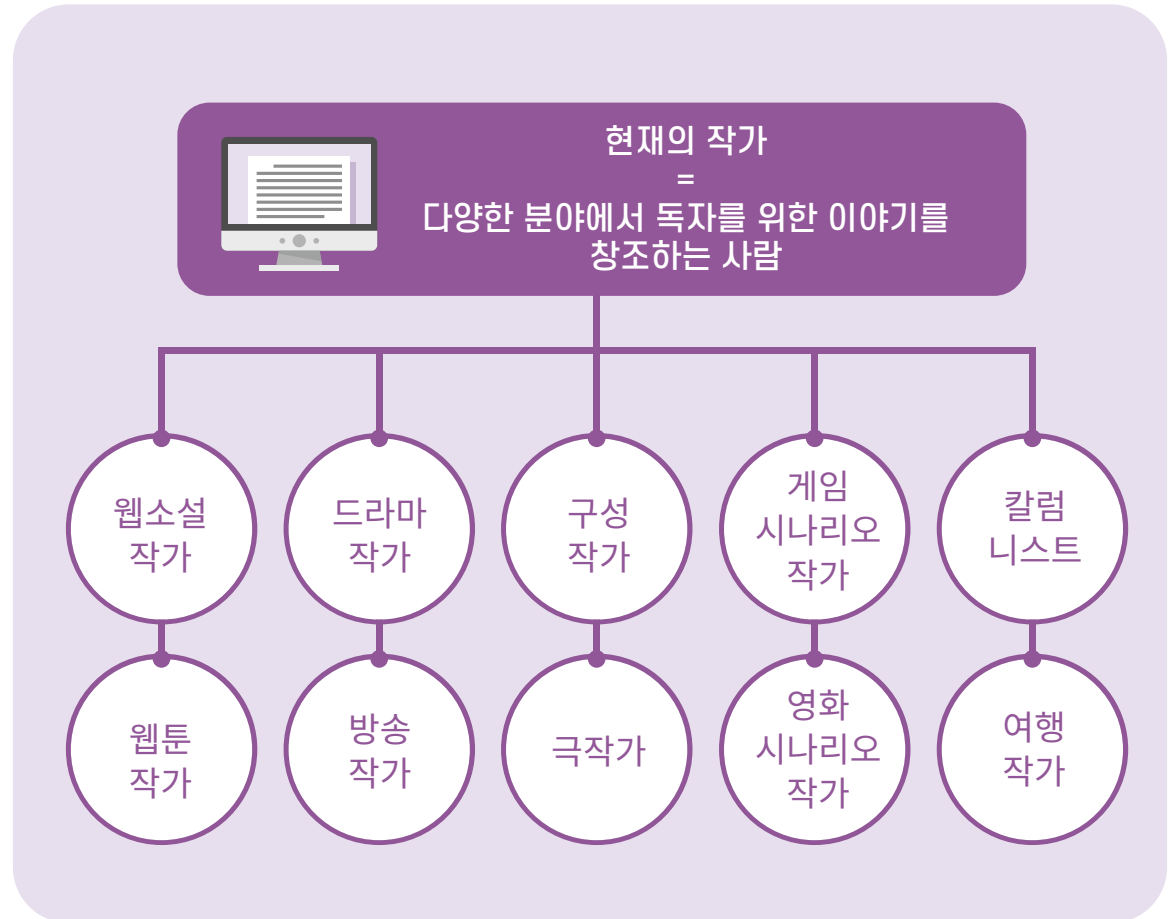 현재의 작가
=
다양한 분야에서 독자를 위한 이야기를
창조하는 사람
웹소설
작가
드라마
작가
구성
작가
게임
시나리오
작가
칼럼
니스트
웹툰
작가
방송
작가
극작가
영화
시나리오
작가
여행
작가